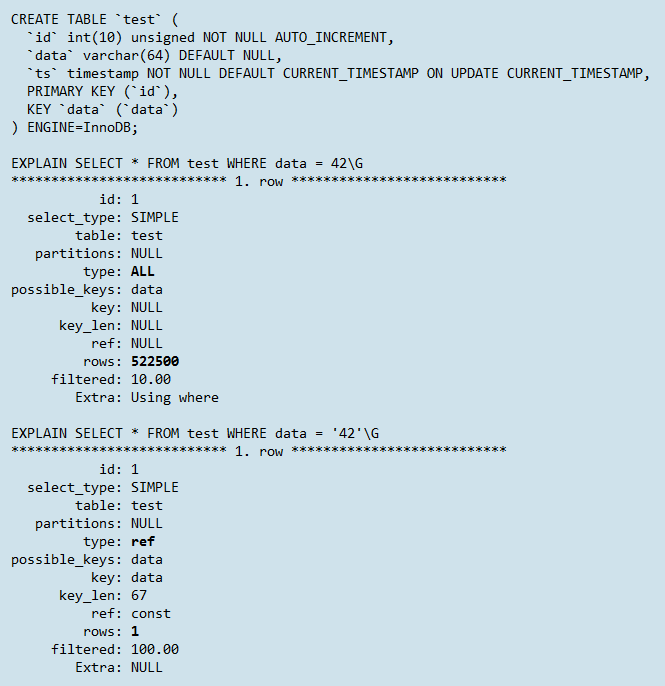 CREATE TABLE `test` (
  `id` int(10) unsigned NOT NULL AUTO_INCREMENT,
  `data` varchar(64) DEFAULT NULL,
  `ts` timestamp NOT NULL DEFAULT CURRENT_TIMESTAMP ON UPDATE CURRENT_TIMESTAMP,
  PRIMARY KEY (`id`),
  KEY `data` (`data`)
) ENGINE=InnoDB;

EXPLAIN SELECT * FROM test WHERE data = 42\G
*************************** 1. row ***************************
           id: 1
  select_type: SIMPLE
        table: test
   partitions: NULL
         type: ALL
possible_keys: data
          key: NULL
      key_len: NULL
          ref: NULL
         rows: 522500
     filtered: 10.00
        Extra: Using where

EXPLAIN SELECT * FROM test WHERE data = '42'\G
*************************** 1. row ***************************
           id: 1
  select_type: SIMPLE
        table: test
   partitions: NULL
         type: ref
possible_keys: data
          key: data
      key_len: 67
          ref: const
         rows: 1
     filtered: 100.00
        Extra: NULL